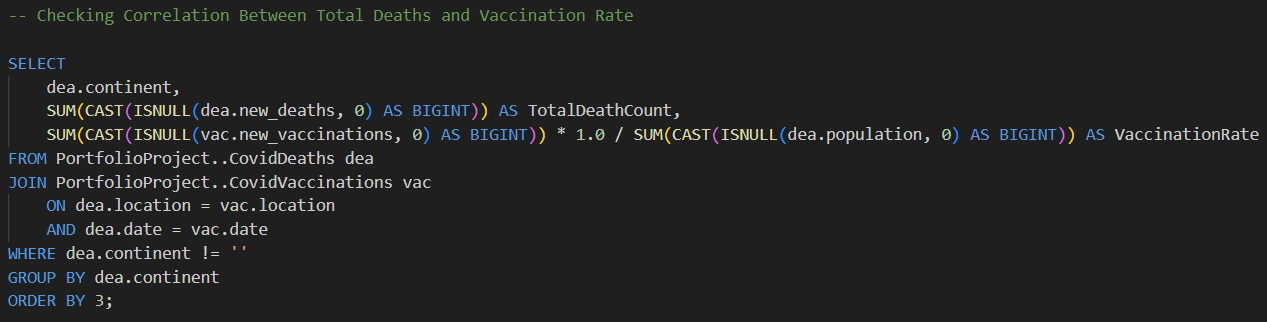 -- Checking Correlation Between Total Deaths and Vaccination Rate
SELECT
dea.continent,
SUM(CAST(ISNULL(dea.new_deaths, 0) AS BIGINT)) AS TotalDeathCount,
SUM(CAST(ISNULL(vac.new_vaccinations, 0) AS BIGINT)) * 1.0 / SUM(CAST(ISNULL(dea.population, 0) AS BIGINT)) AS VaccinationRate
FROM PortfolioProject..CovidDeaths dea
JOIN PortfolioProject..CovidVaccinations vac
ON dea.location = vac.location
AND dea.date = vac.date
WHERE dea.continent != ''
GROUP BY dea.continent
ORDER BY 3;